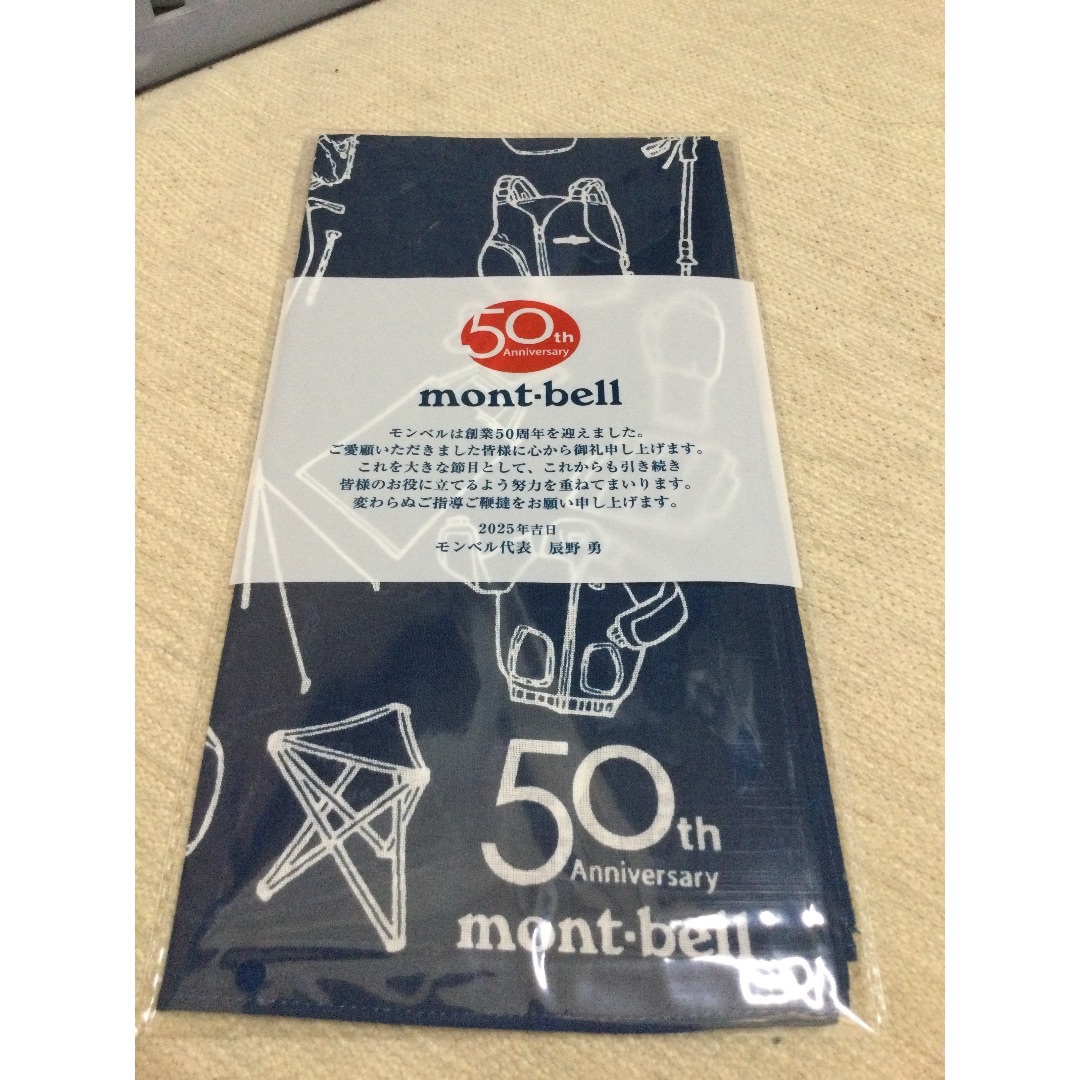 50th
Anniversary
mont·bell
モンベルは創業50周年を迎えました。
ご愛顧いただきました皆様に心から御礼申し上げます。
これを大きな節目として、これからも引き続き
皆様のお役に立てるよう努力を重ねてまいります。
変わらぬご指導ご鞭撻をお願い申し上げます。
2025年吉日
モンベル代表 辰野 勇
50th
Anniversary
mont·bell